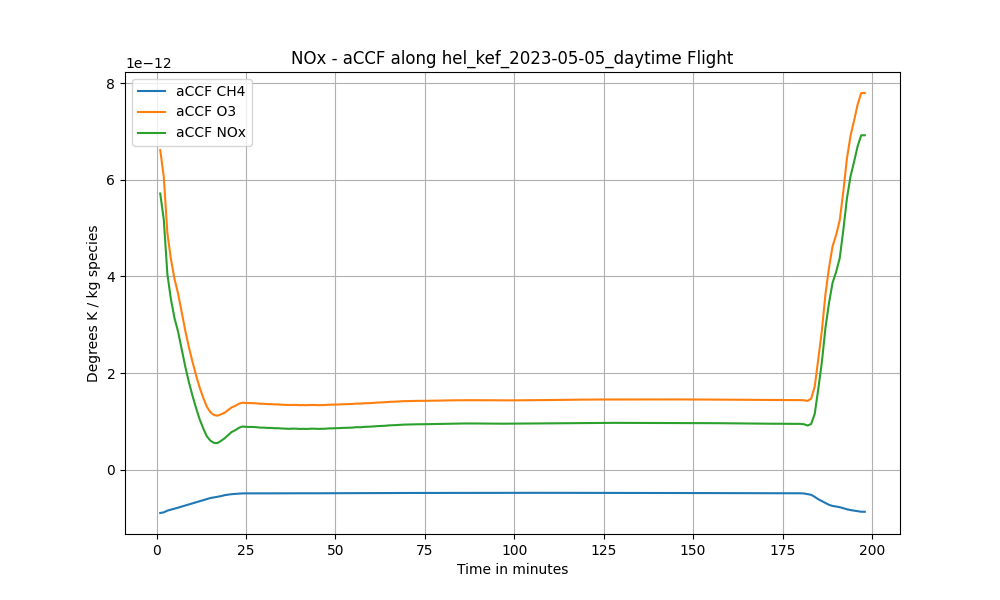 NOx - aCCF along hel_kef_2023-05-05_daytime Flight
1e−12
aCCF CH4
aCCF O3
aCCF NOx
Degrees K / kg species
8
6
4
2
0
0 25 50 75 100 125 150 175 200
Time in minutes